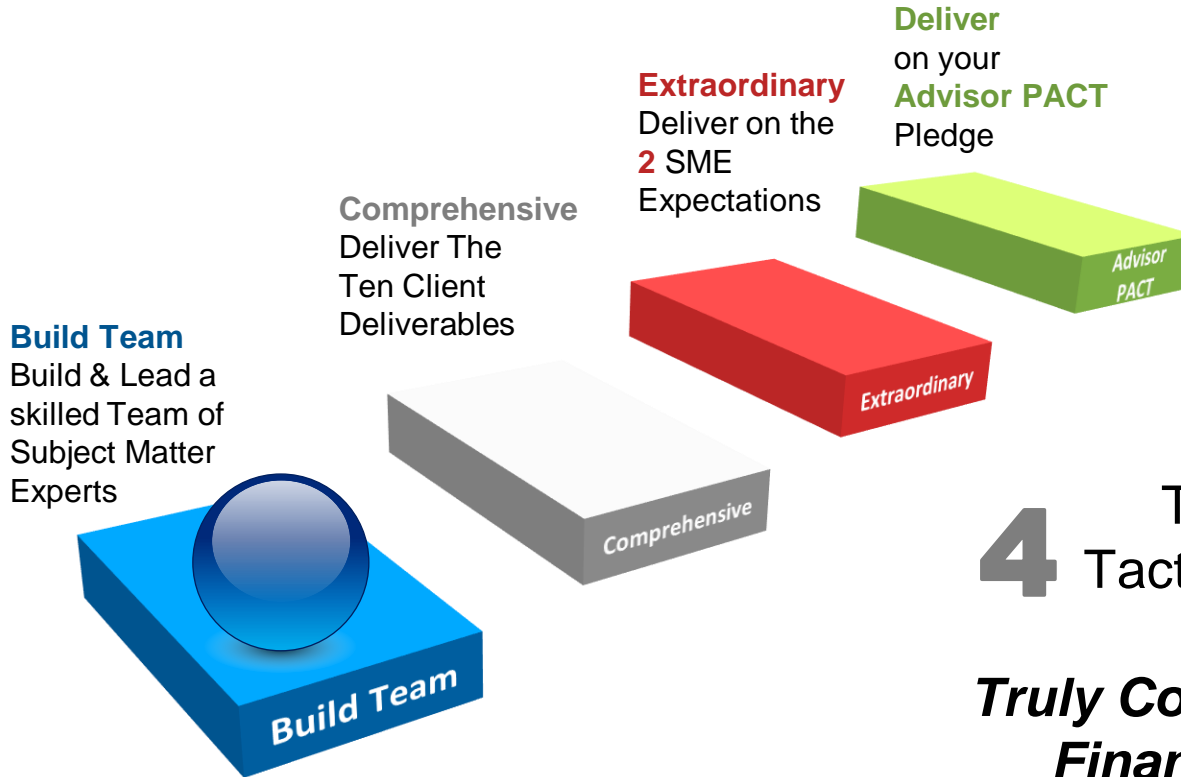 Deliver
on your
Advisor PACT
Pledge
Extraordinary
Deliver on the
2 SME
Expectations
Comprehensive
Deliver The
Ten Client
Deliverables
Build Team
Build & Lead a
skilled Team of
Subject Matter
Experts
Advisor
PACT
Extraordinary
Comprehensive
Build Team
4
Truly